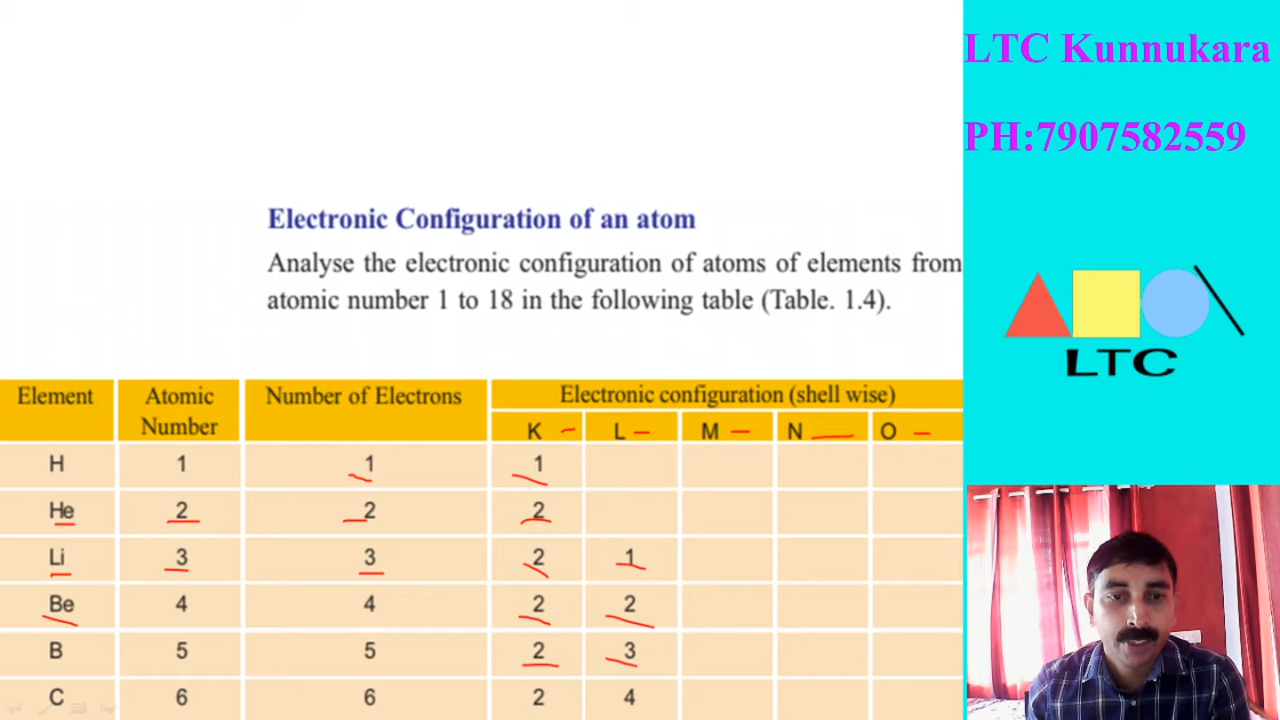 LTC Kunnukara
PH:7907582559
Electronic Configuration of an atom
Analyse the electronic configuration of atoms of elements from
atomic number 1 to 18 in the following table (Table. 1.4).
Element Atomic Number Number of Electrons Electronic configuration (shell wise)
K L M N O
H 1 1 1
He 2 2 2
Li 3 3 2 1
Be 4 4 2 2
B 5 5 2 3
C 6 6 2 4
LTC